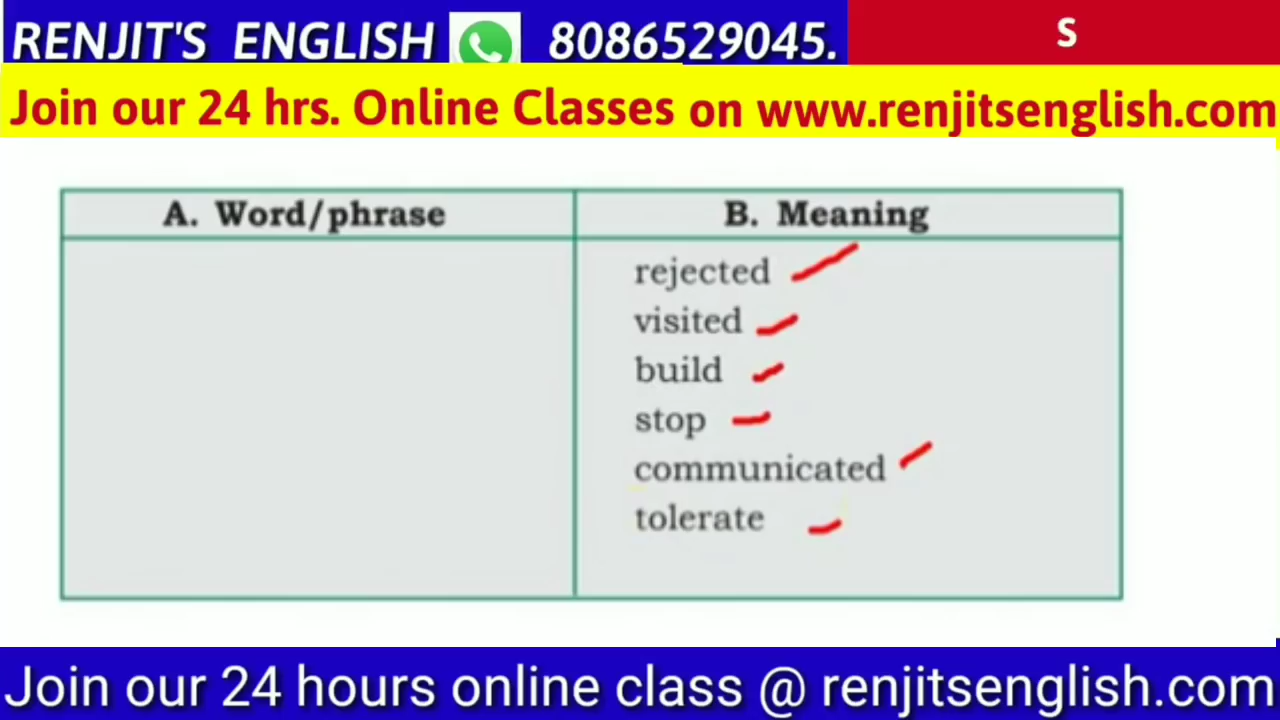 RENJIT'S ENGLISH 8086529045.
S
Join our 24 hrs. Online Classes on www.renjitsenglish.com
A. Word/phrase
B. Meaning
rejected
visited
build
stop
communicated
tolerate
Join our 24 hours online class @ renjitsenglish.com